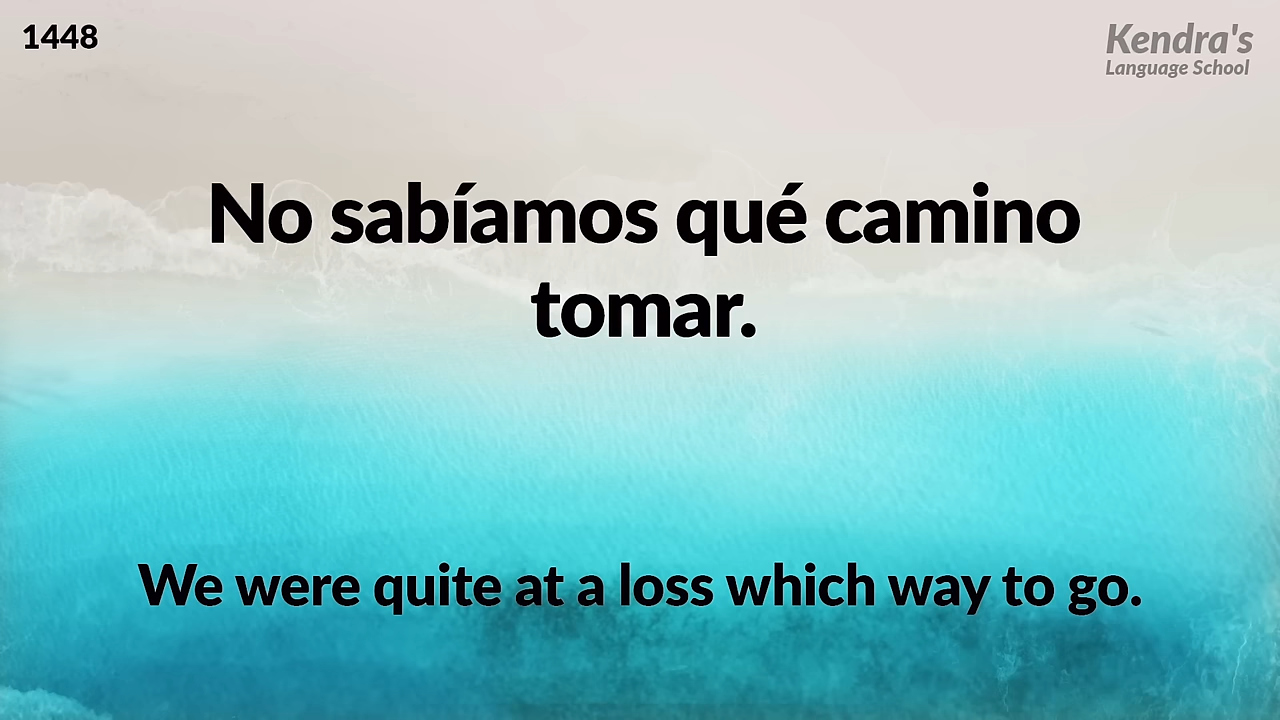 1448
Kendra's
Language School
No sabíamos qué camino
tomar.
We were quite at a loss which way to go.